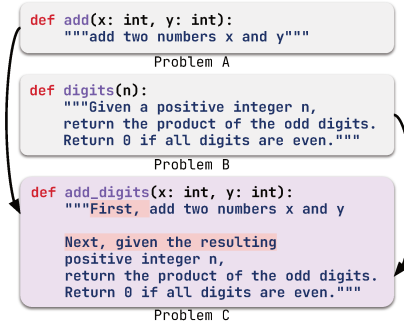 def add(x: int, y: int):
"""add two numbers x and y"""
Problem A
def digits(n):
"""Given a positive integer n,
return the product of the odd digits.
Return 0 if all digits are even."""
Problem B
def add_digits(x: int, y: int):
"""First, add two numbers x and y
Next, given the resulting
positive integer n,
return the product of the odd digits.
Return 0 if all digits are even."""
Problem C